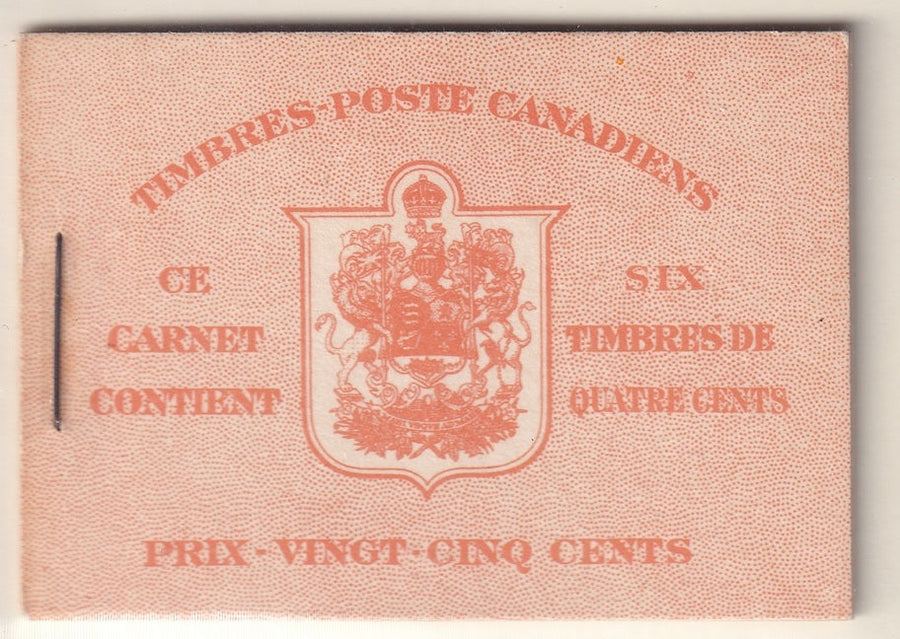 TIMBRES-POSTE CANADIENS
CE
CARNET
CONTIENT
SIX
TIMBRES DE
QUATRE CENTS
PRIX - VINGT - CINQ CENTS